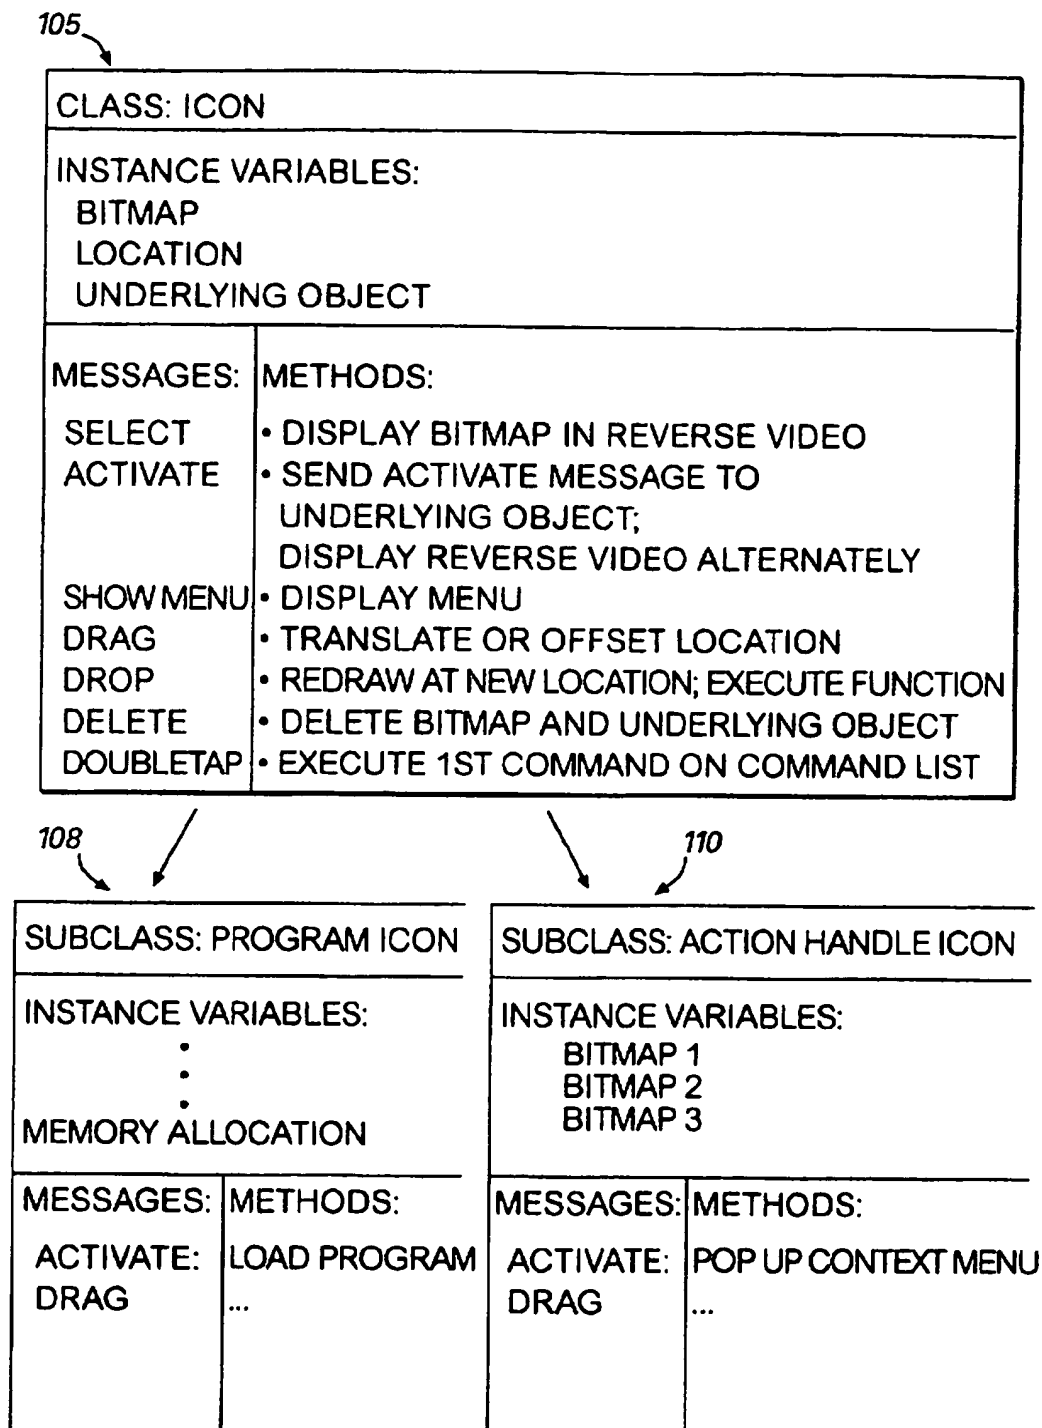 105
CLASS: ICON
INSTANCE VARIABLES:
BITMAP
LOCATION
UNDERLYING OBJECT
MESSAGES: METHODS:
SELECT • DISPLAY BITMAP IN REVERSE VIDEO
ACTIVATE • SEND ACTIVATE MESSAGE TO
UNDERLYING OBJECT;
DISPLAY REVERSE VIDEO ALTERNATELY
SHOW MENU • DISPLAY MENU
DRAG • TRANSLATE OR OFFSET LOCATION
DROP • REDRAW AT NEW LOCATION; EXECUTE FUNCTION
DELETE • DELETE BITMAP AND UNDERLYING OBJECT
DOUBLETAP • EXECUTE 1ST COMMAND ON COMMAND LIST
108
SUBCLASS: PROGRAM ICON
INSTANCE VARIABLES:
MEMORY ALLOCATION
MESSAGES: METHODS:
ACTIVATE: LOAD PROGRAM
DRAG ...
110
SUBCLASS: ACTION HANDLE ICON
INSTANCE VARIABLES:
BITMAP 1
BITMAP 2
BITMAP 3
MESSAGES: METHODS:
ACTIVATE: POP UP CONTEXT MENU
DRAG ...